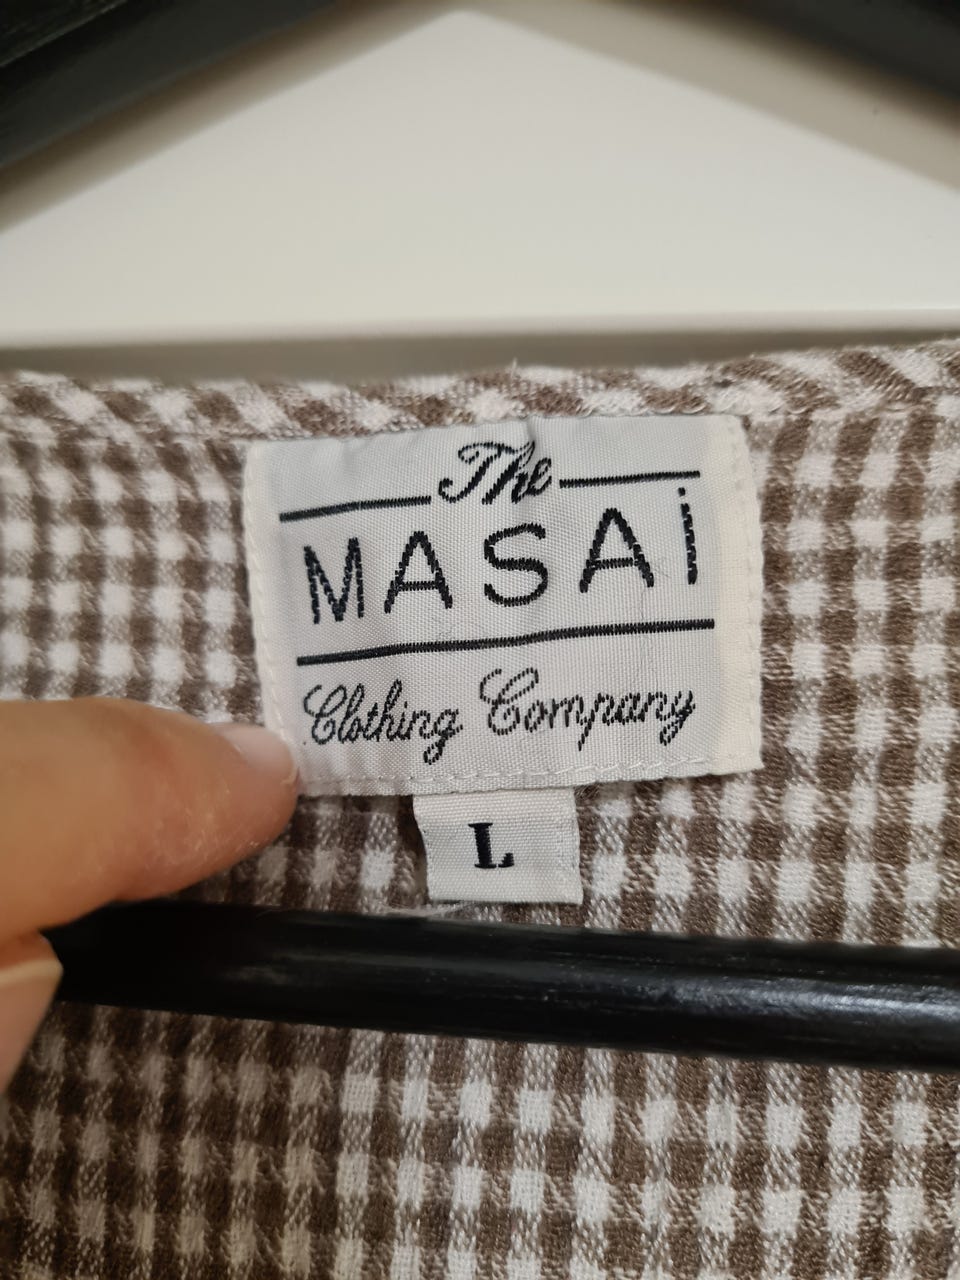 The
MASAi
Clothing Company
L